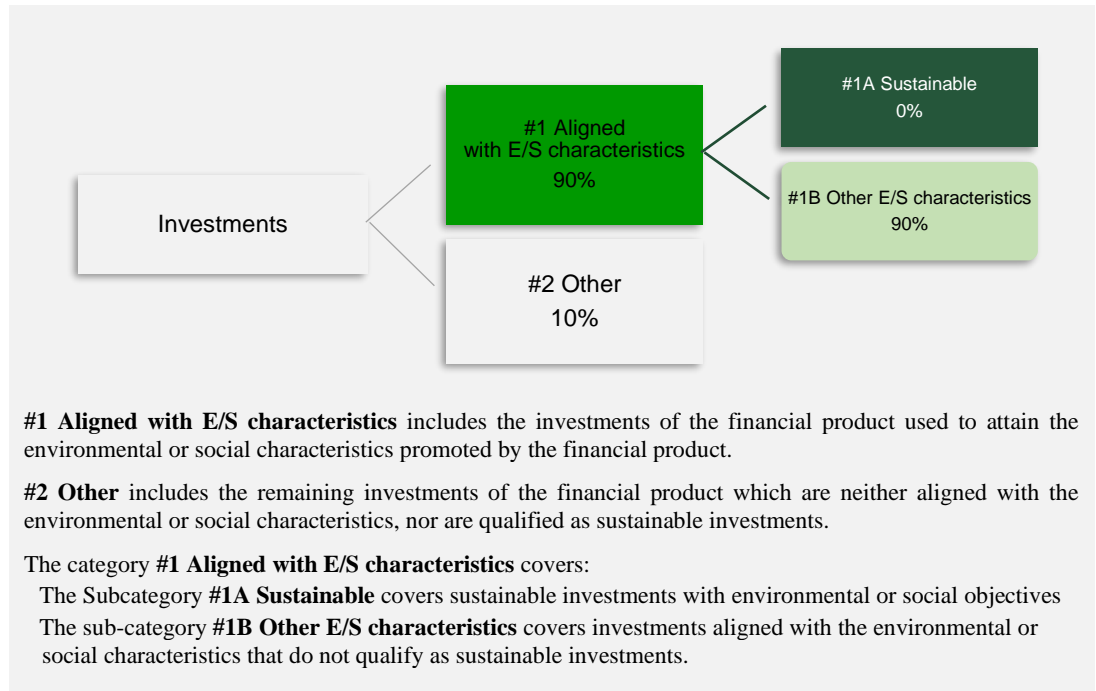 #1A Sustainable
0%
#1 Aligned
with E/S characteristics
90%
#1B Other E/S characteristics
90%
Investments
#2 Other
10%
#1 Aligned with E/S characteristics includes the investments of the financial product used to attain the
environmental or social characteristics promoted by the financial product.
#2 Other includes the remaining investments of the financial product which are neither aligned with the
environmental or social characteristics, nor are qualified as sustainable investments.
The category #1 Aligned with E/S characteristics covers:
The Subcategory #1A Sustainable covers sustainable investments with environmental or social objectives
The sub-category #1B Other E/S characteristics covers investments aligned with the environmental or
social characteristics that do not qualify as sustainable investments.